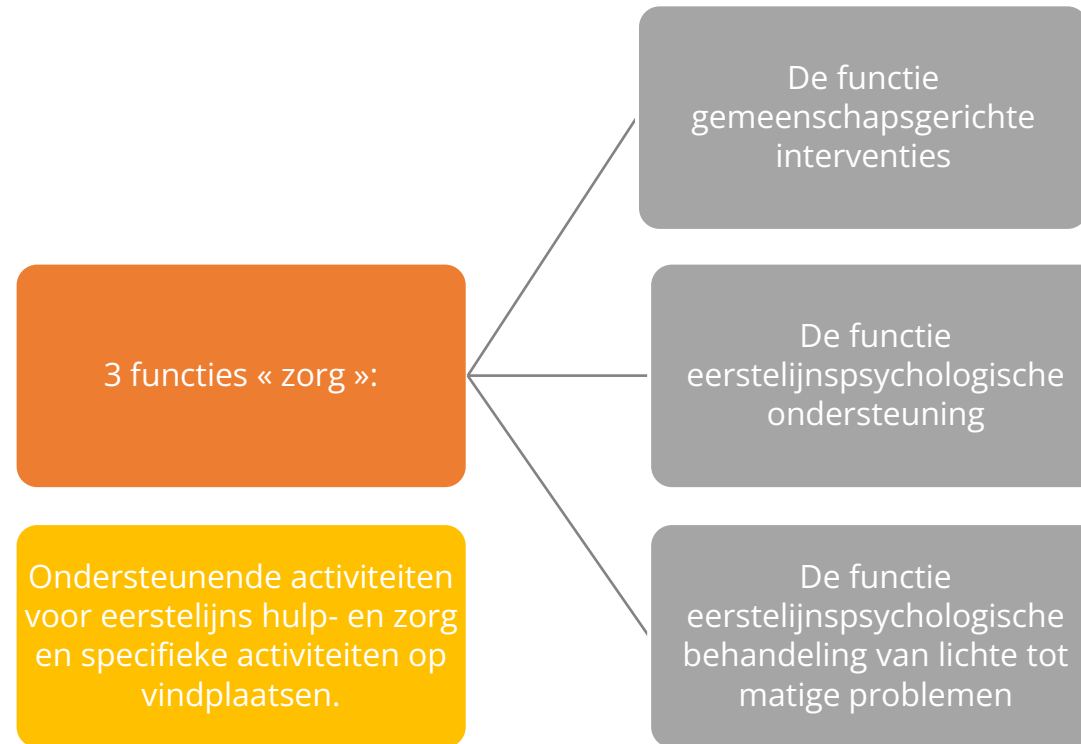 De functie
gemeenschapsgerichte
interventies
3 functies « zorg »:
De functie
eerstelijnspsychologische
ondersteuning
Ondersteunende activiteiten
voor eerstelijns hulp- en zorg
en specifieke activiteiten op
vindplaatsen.
De functie
eerstelijnspsychologische
behandeling van lichte tot
matige problemen